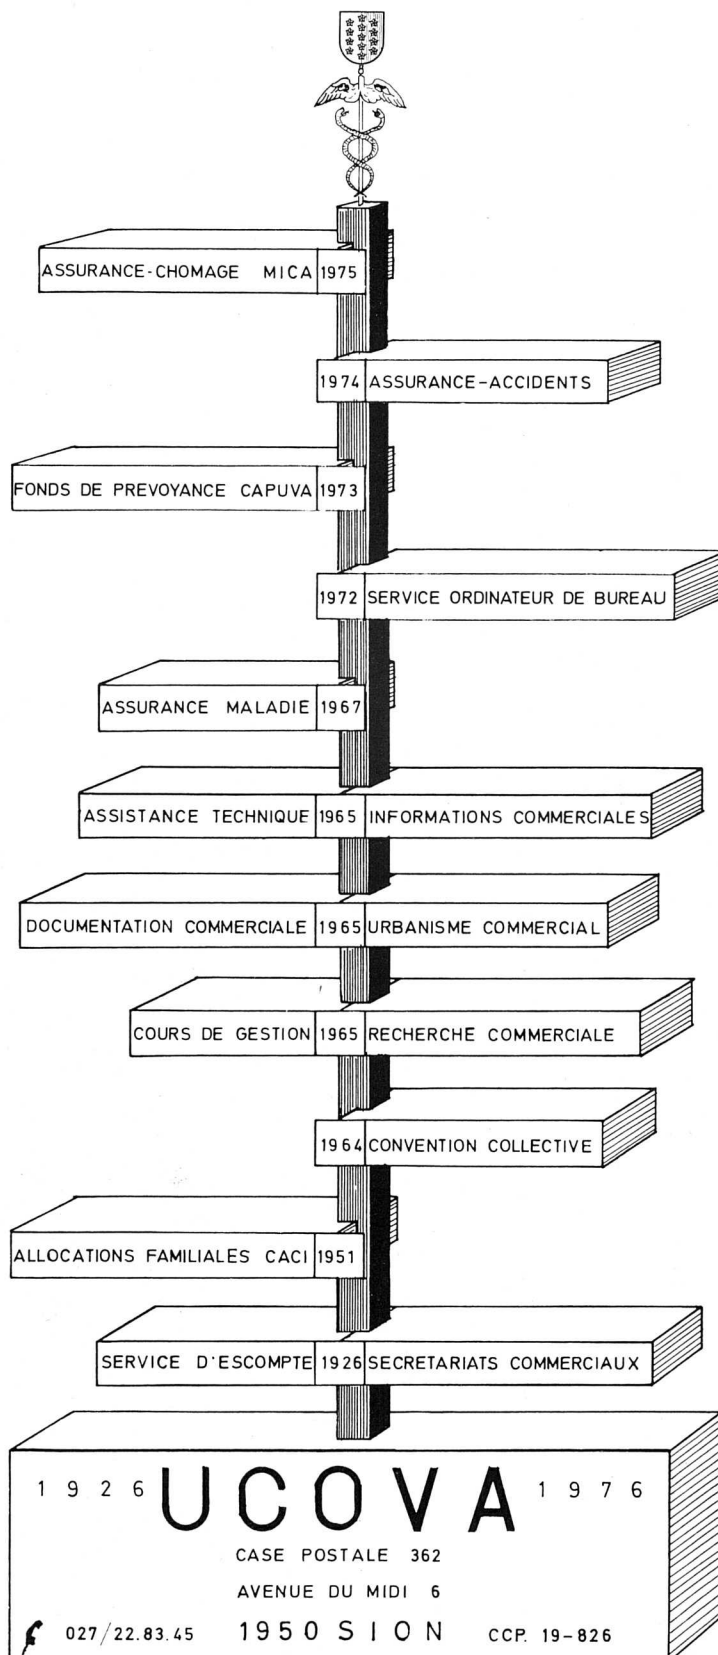 ASSURANCE-CHOMAGE MICA 1975
1974 ASSURANCE-ACCIDENTS
FONDS DE PREVOYANCE CAPUVA 1973
1972 SERVICE ORDINATEUR DE BUREAU
ASSURANCE MALADIE 1967
ASSISTANCE TECHNIQUE 1965 INFORMATIONS COMMERCIALES
DOCUMENTATION COMMERCIALE 1965 URBANISME COMMERCIAL
COURS DE GESTION 1965 RECHERCHE COMMERCIALE
1964 CONVENTION COLLECTIVE
ALLOCATIONS FAMILIALES CACI 1951
SERVICE D'ESCOMPTE 1926 SECRETARIATS COMMERCIAUX
1926 UCOVA 1976
CASE POSTALE 362
AVENUE DU MIDI 6
027/22.83.45 1950 SION CCP. 19-826